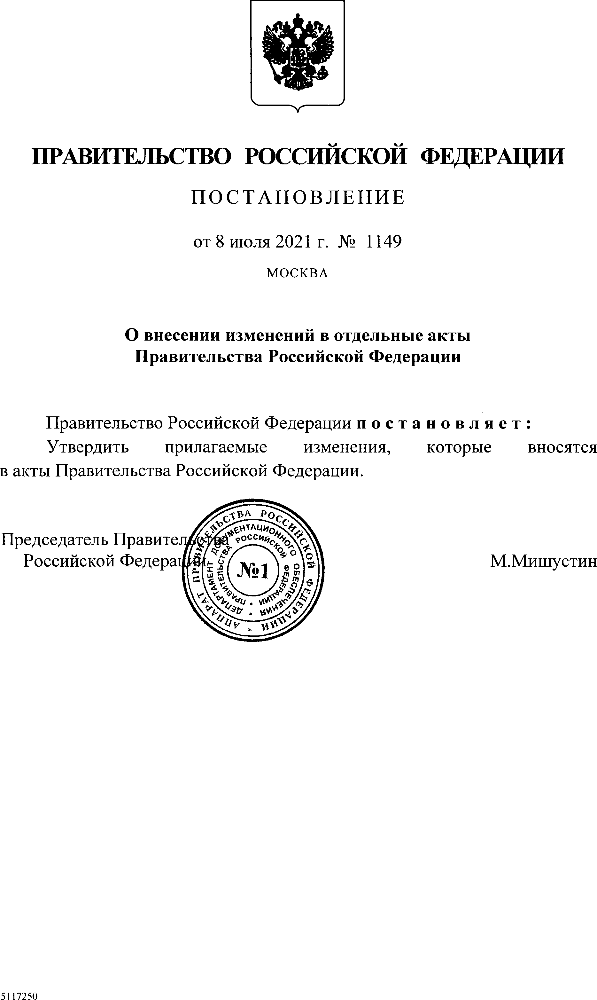 ПРАВИТЕЛЬСТВО РОССИЙСКОЙ ФЕДЕРАЦИИ
ПОСТАНОВЛЕНИЕ
от 8 июля 2021 г. № 1149
МОСКВА
О внесении изменений в отдельные акты
Правительства Российской Федерации
Правительство Российской Федерации постановляет:
Утвердить прилагаемые изменения, которые вносятся
в акты Правительства Российской Федерации.
Председатель Правительства
Российской Федерации
М.Мишустин
АППАРАТ ПРАВИТЕЛЬСТВА РОССИЙСКОЙ ФЕДЕРАЦИИ *
ДЕПАРТАМЕНТ ДОКУМЕНТАЦИОННОГО ОБЕСПЕЧЕНИЯ *
ПРАВИТЕЛЬСТВА РОССИЙСКОЙ ФЕДЕРАЦИИ *
№1
5117250